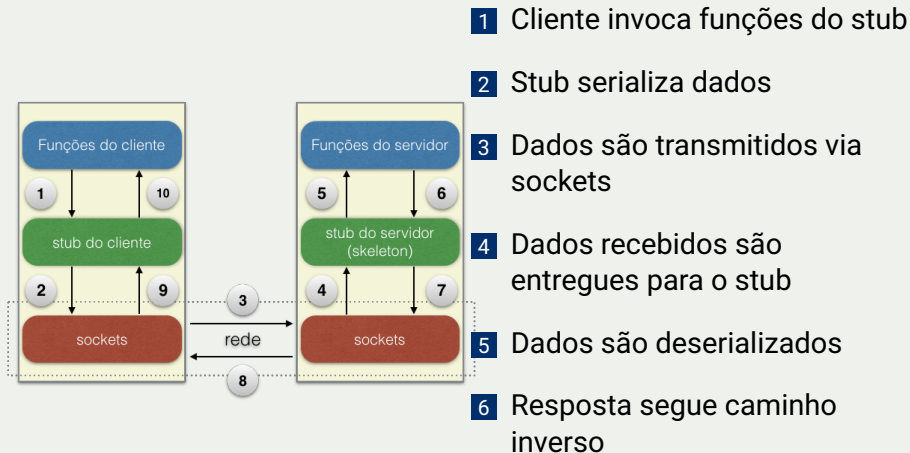 1 Cliente invoca funções do stub
2 Stub serializa dados
3 Dados são transmitidos via
sockets
4 Dados recebidos são
entregues para o stub
5 Dados são deserializados
6 Resposta segue caminho
inverso
Funções do cliente
1
10
stub do cliente
2
9
sockets
3
rede
8
Funções do servidor
5
6
stub do servidor
(skeleton)
4
7
sockets